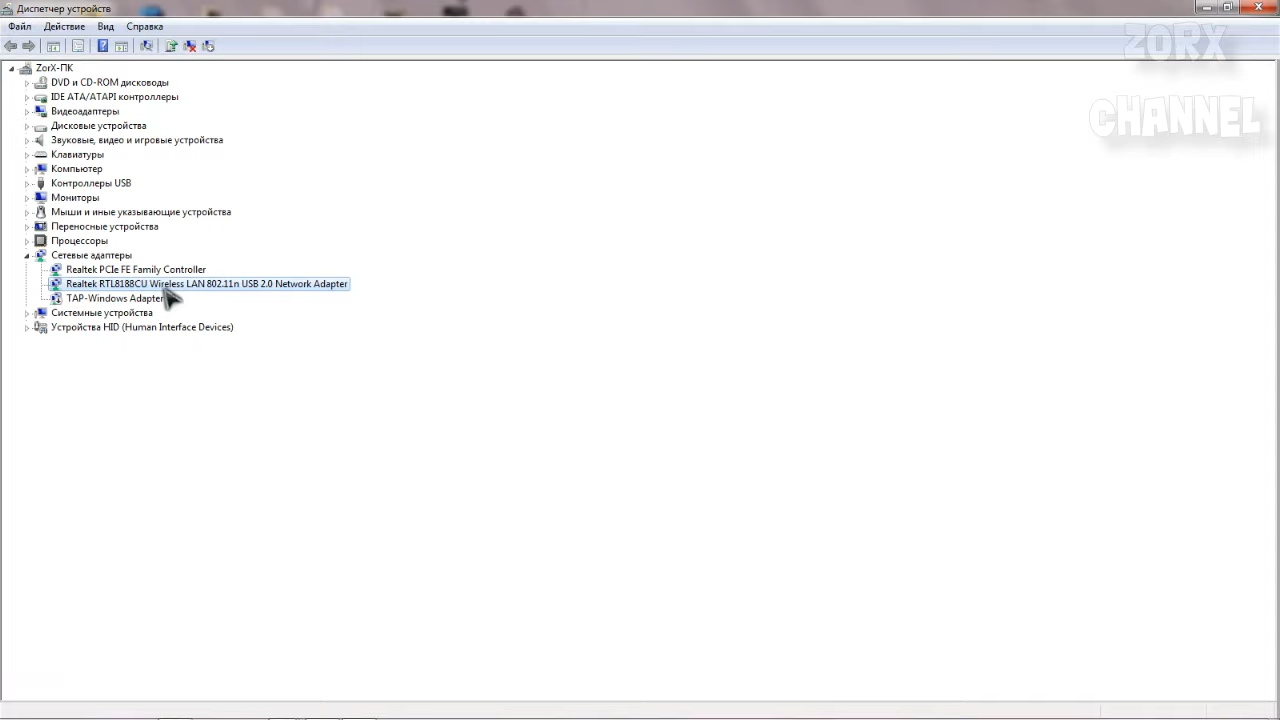 Диспетчер устройств
Файл Действие Вид Справка
ZORX
CHANNEL
ZorX-ПК
DVD и CD-ROM дисководы
IDE ATA/ATAPI контроллеры
Видеоадаптеры
Дисковые устройства
Звуковые, видео и игровые устройства
Клавиатуры
Компьютер
Контроллеры USB
Мониторы
Мыши и иные указывающие устройства
Переносные устройства
Процессоры
Сетевые адаптеры
Realtek PCIe FE Family Controller
Realtek RTL8188CU Wireless LAN 802.11n USB 2.0 Network Adapter
TAP-Windows Adapter
Системные устройства
Устройства HID (Human Interface Devices)